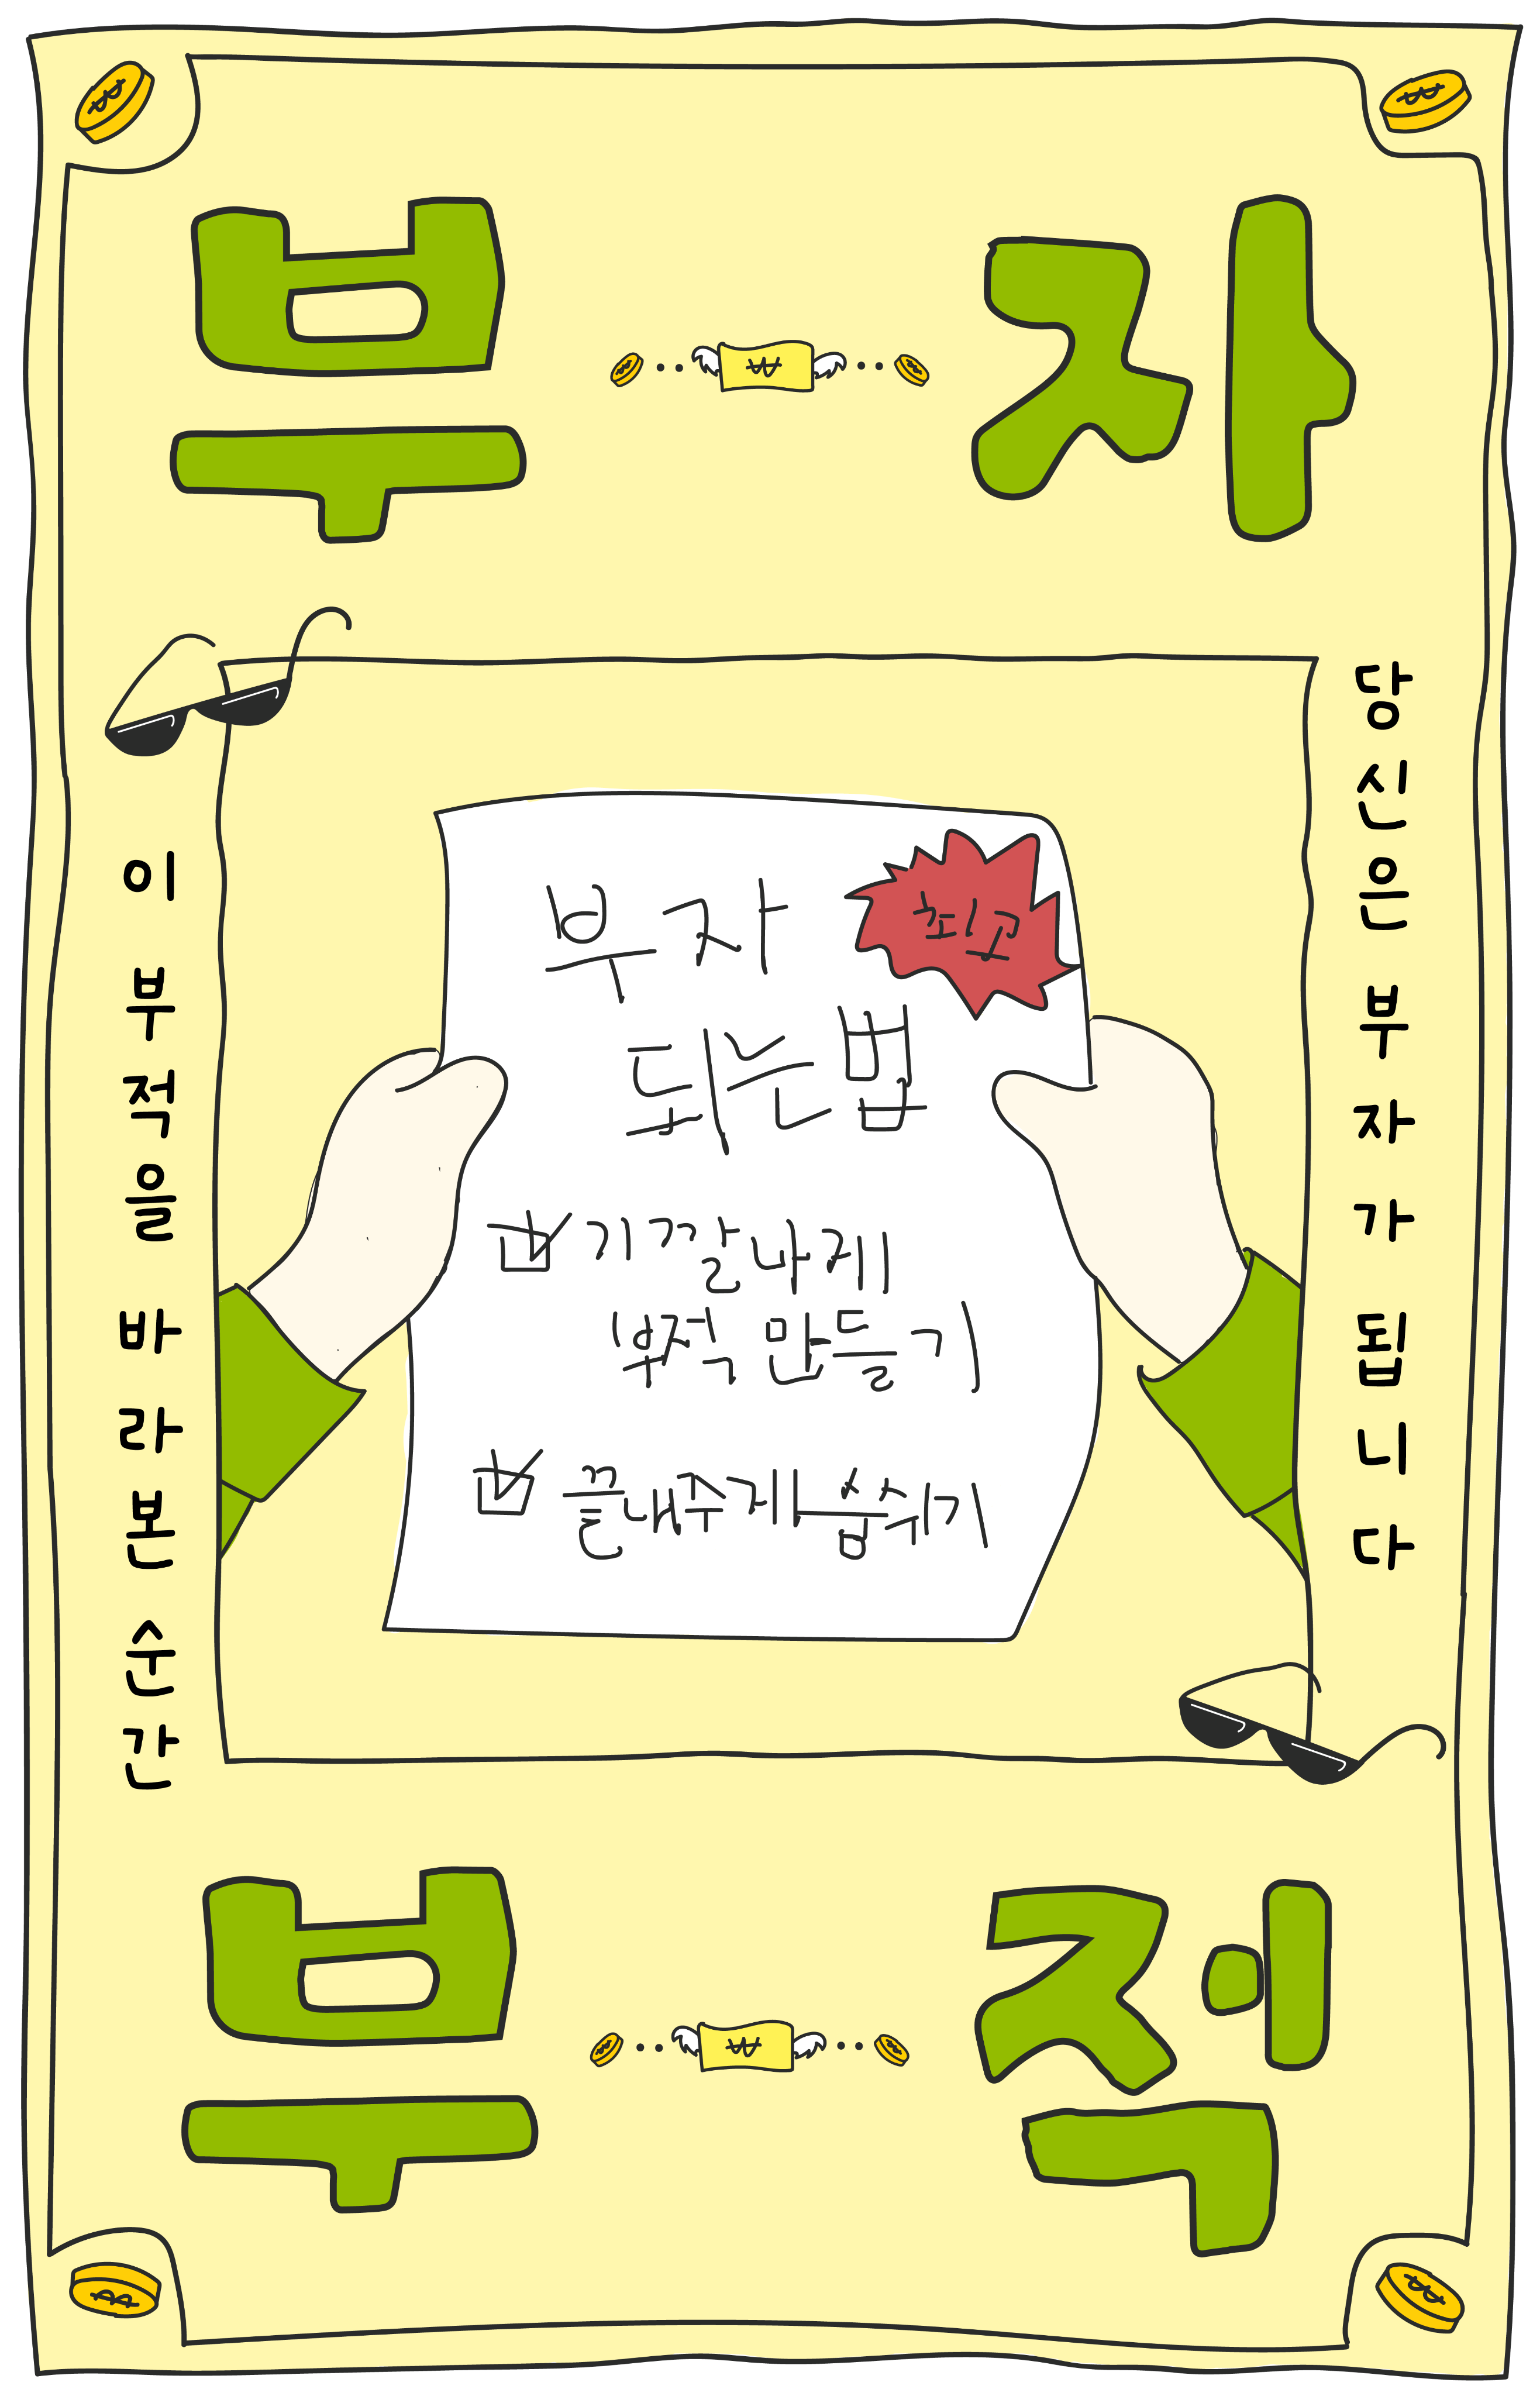 부 자
이 부적을 바라본 순간
당신은 부자가 됩니다
부자
최고
되는법
기깔나게
부적 만들기
끝내주게 숨쉬기
부 적